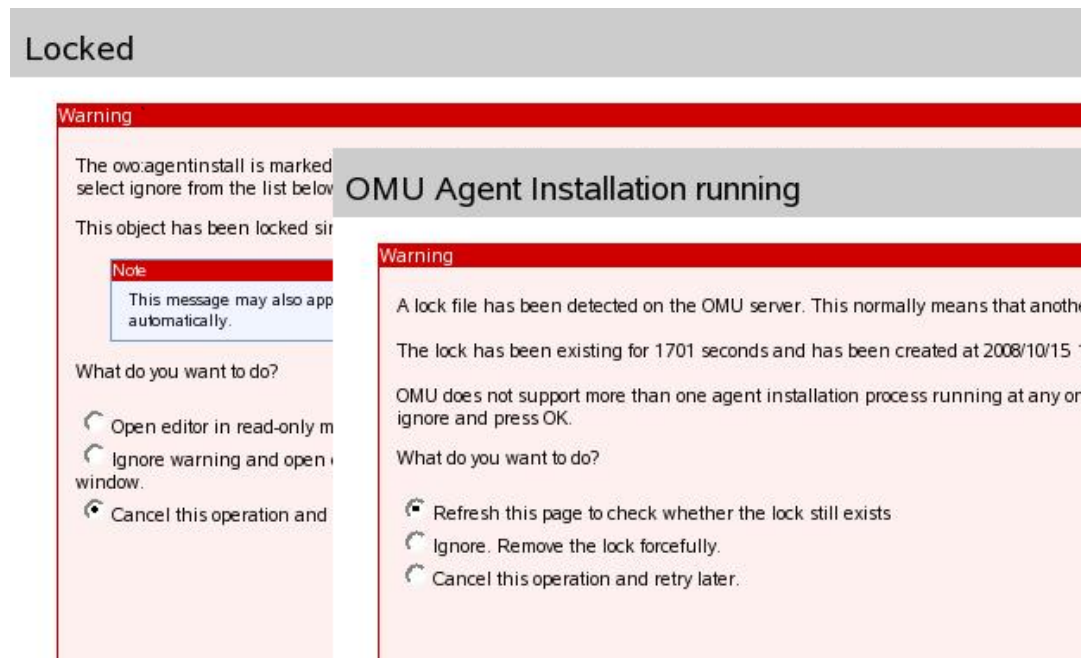 Locked
Warning
The ovo:agentinstall is marked
select ignore from the list below
This object has been locked
Note
This message may also
automatically.
What do you want to do?
Open editor in read-only
Ignore warning and open
window.
Cancel this operation and
OMU Agent Installation running
Warning
A lock file has been detected on the OMU server. This normally means that
The lock has been existing for 1701 seconds and has been created at 2008/10/15
OMU does not support more than one agent installation process running at any
ignore and press OK.
What do you want to do?
Refresh this page to check whether the lock still exists
Ignore. Remove the lock forcefully.
Cancel this operation and retry later.